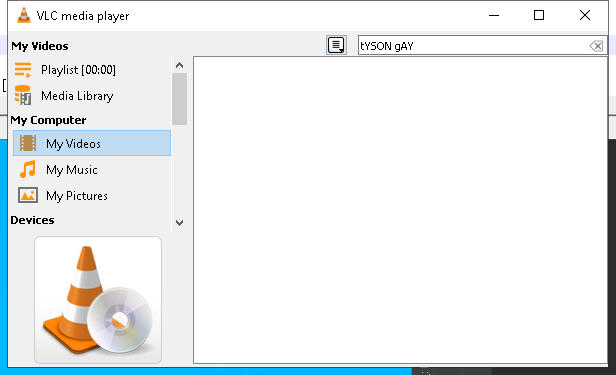 VLC media player
My Videos
tYSON gAY
Playlist [00:00]
Media Library
My Computer
My Videos
My Music
My Pictures
Devices